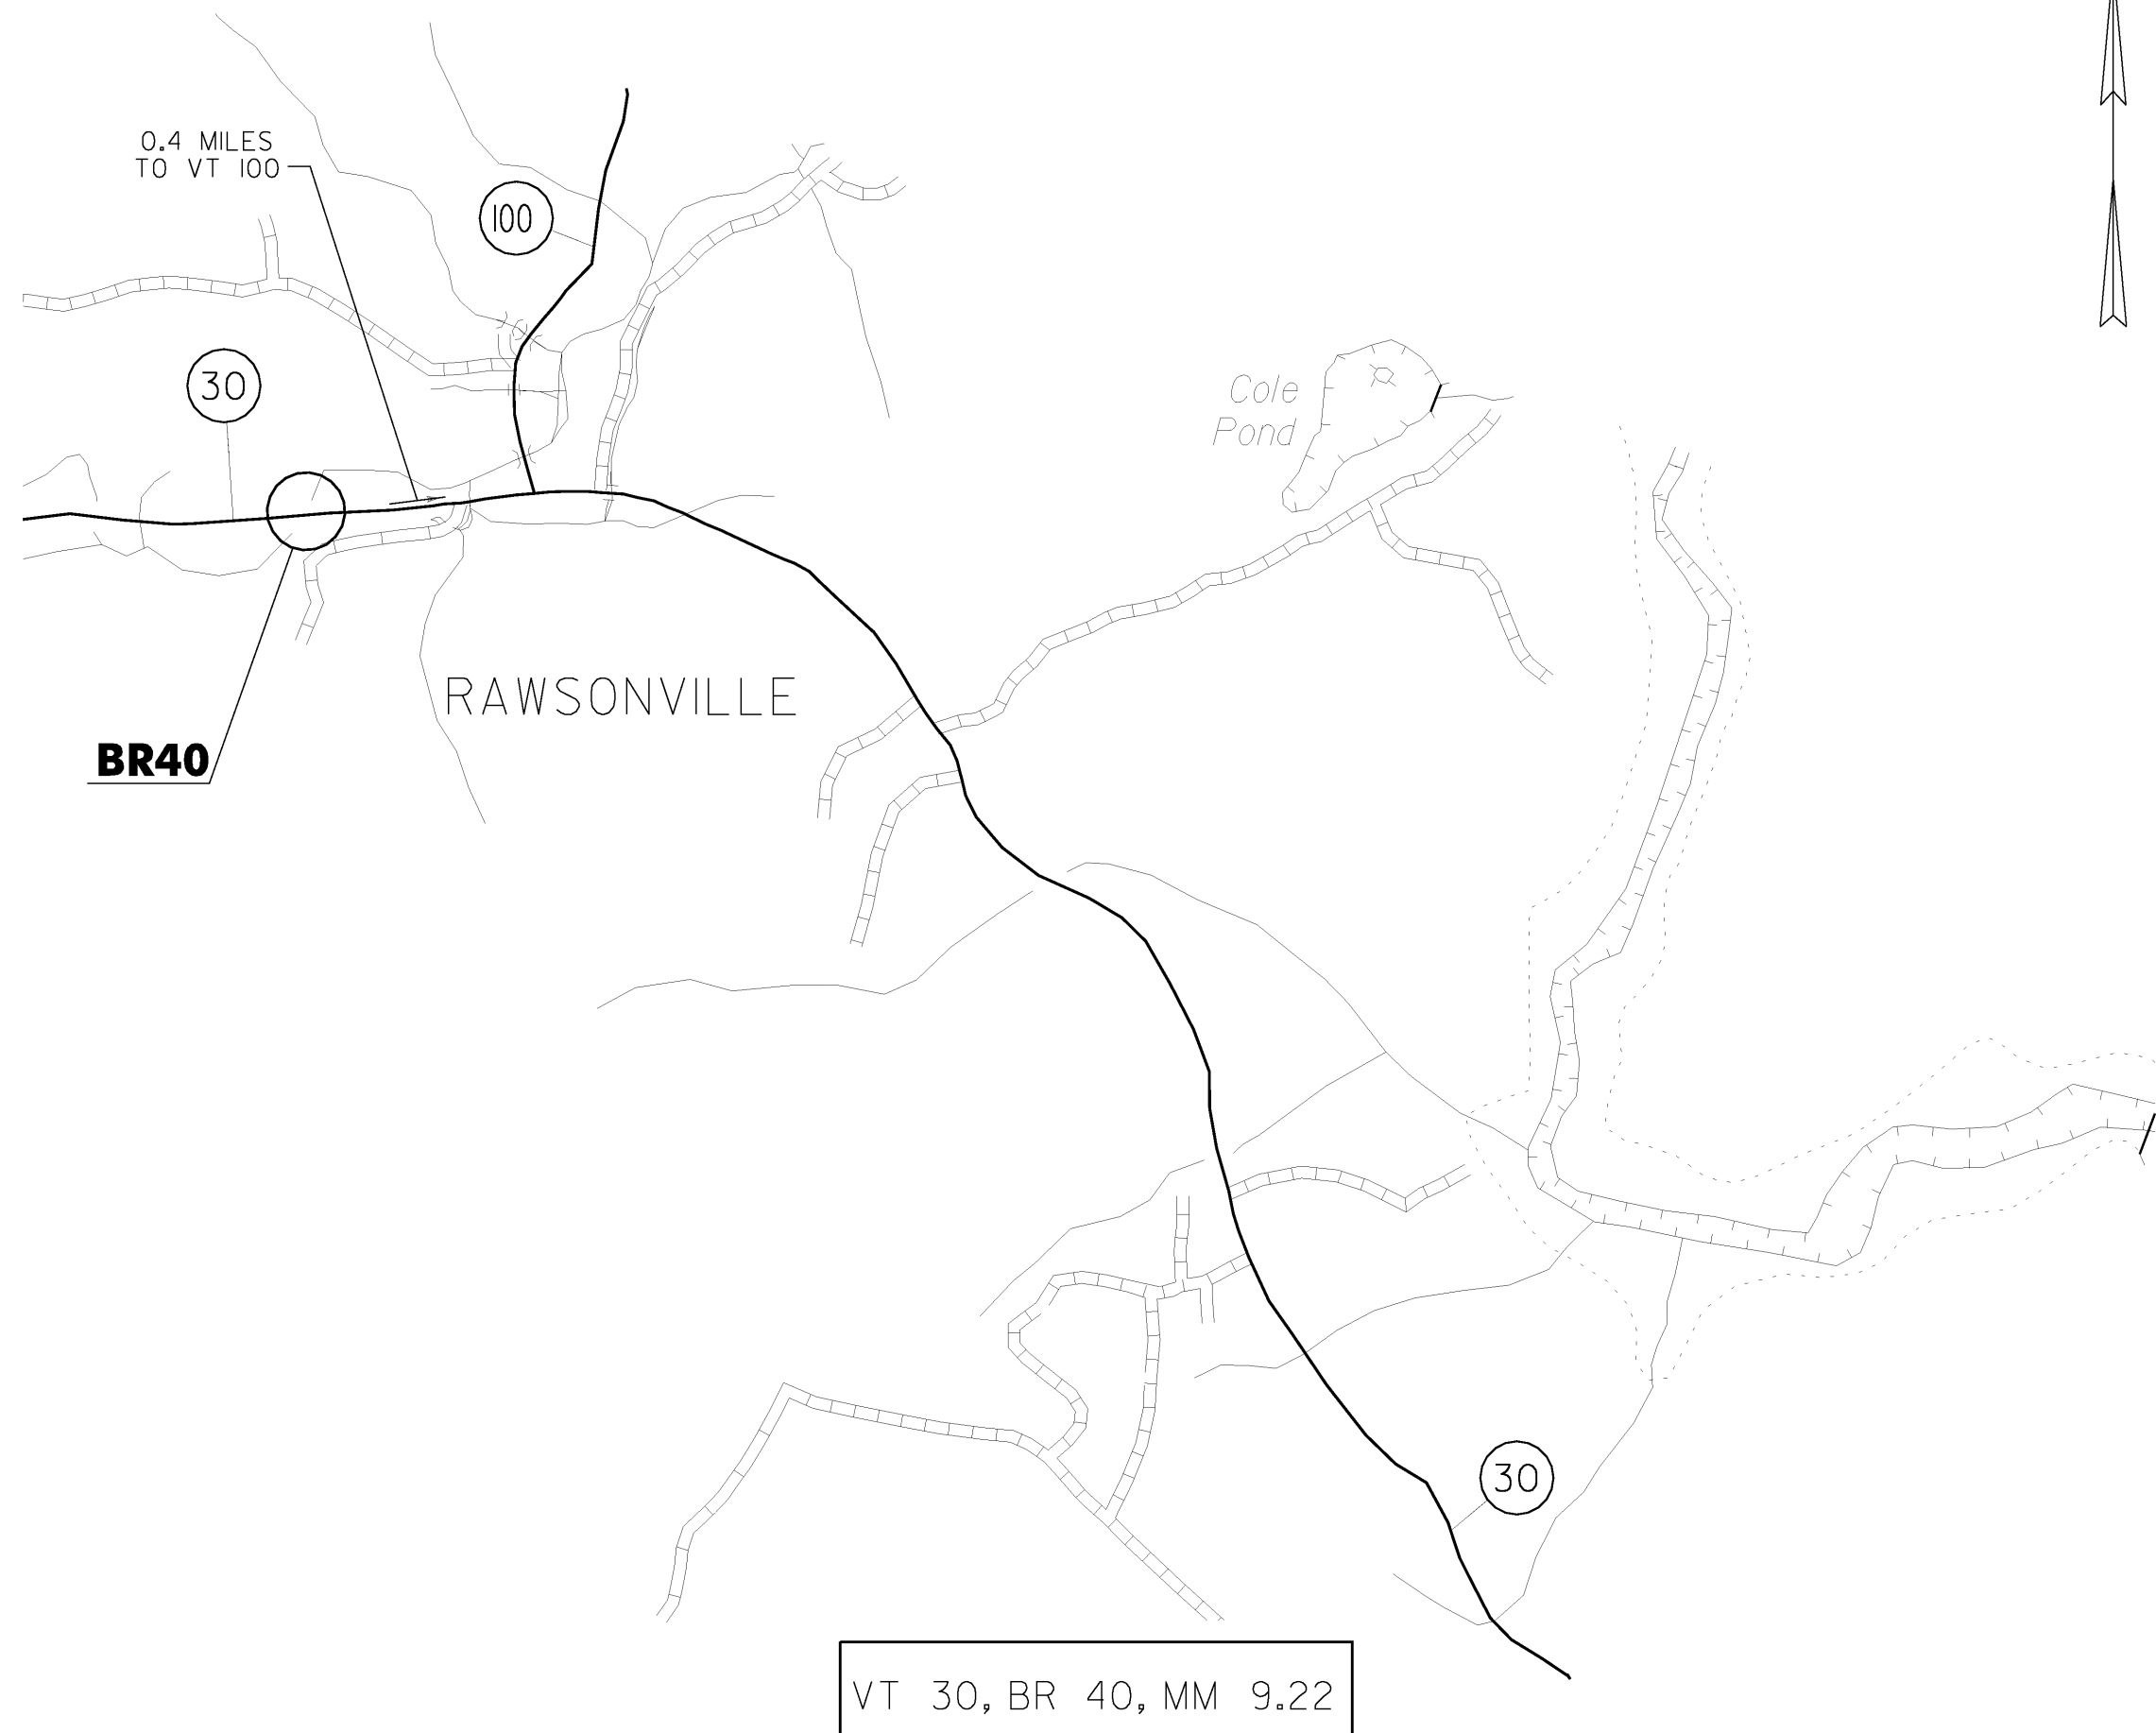 0.4 MILES
TO VT 100
100
30
Cole
Pond
RAWSONVILLE
BR40
30
VT 30, BR 40, MM 9.22